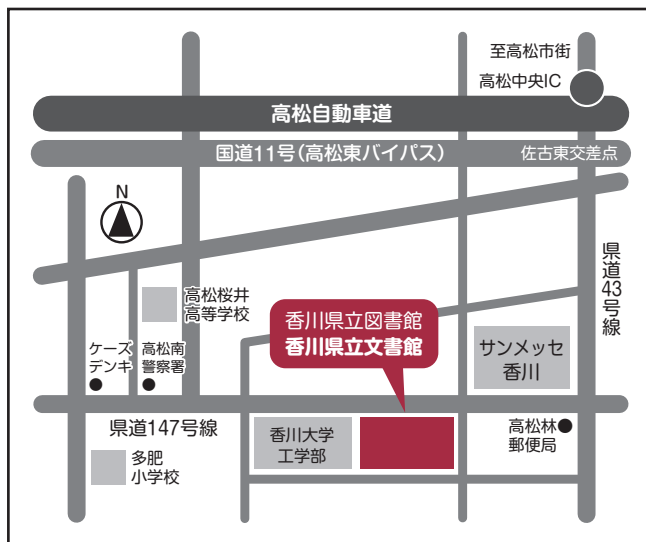 至高松市街
高松中央IC
高松自動車道
国道11号(高松東バイパス)
佐古東交差点
N
県道43号線
高松桜井
高等学校
香川県立図書館
香川県立文書館
ケーズ
デンキ
高松南
警察署
サンメッセ
香川
県道147号線
香川大学
工学部
高松林
郵便局
多肥
小学校